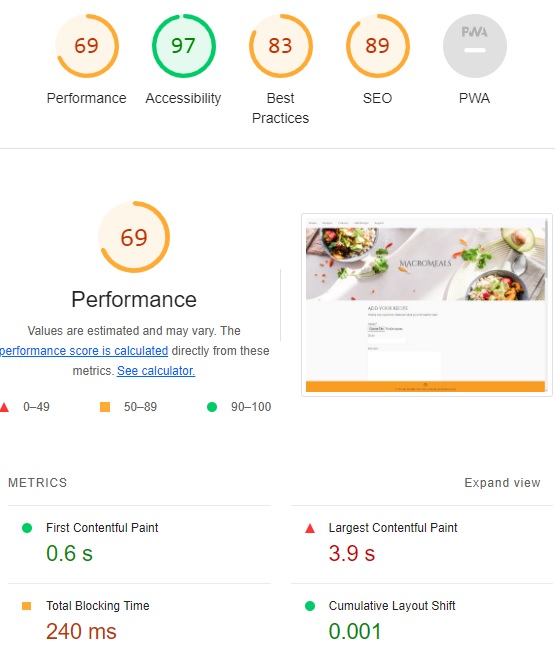 69 97 83 89 PWA
Performance Accessibility Best Practices SEO PWA
69
Performance
Values are estimated and may vary. The
performance score is calculated directly from these
metrics. See calculator.
0–49 50–89 90–100
MACROMEALS
ADD YOUR RECIPE
METRICS Expand view
First Contentful Paint
0.6 s
Largest Contentful Paint
3.9 s
Total Blocking Time
240 ms
Cumulative Layout Shift
0.001